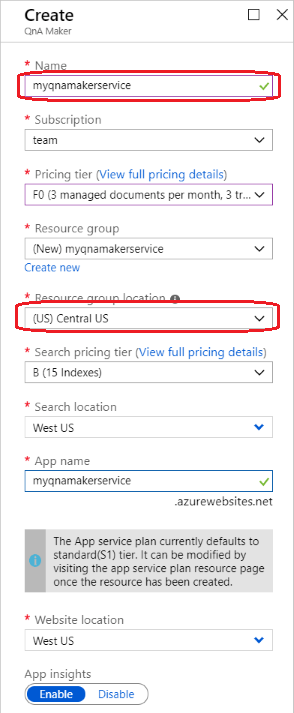 Create
QnA Maker
* Name
myqnamakerservice
* Subscription
team
* Pricing tier (View full pricing details)
F0 (3 managed documents per month, 3 tr...
* Resource group
(New) myqnamakerservice
Create new
* Resource group location
(US) Central US
* Search pricing tier (View full pricing details)
B (15 Indexes)
* Search location
West US
* App name
myqnamakerservice
.azurewebsites.net
The App service plan currently defaults to
standard(S1) tier. It can be modified by
visiting the app service plan resource page
once the resource has been created.
* Website location
West US
App insights
Enable Disable